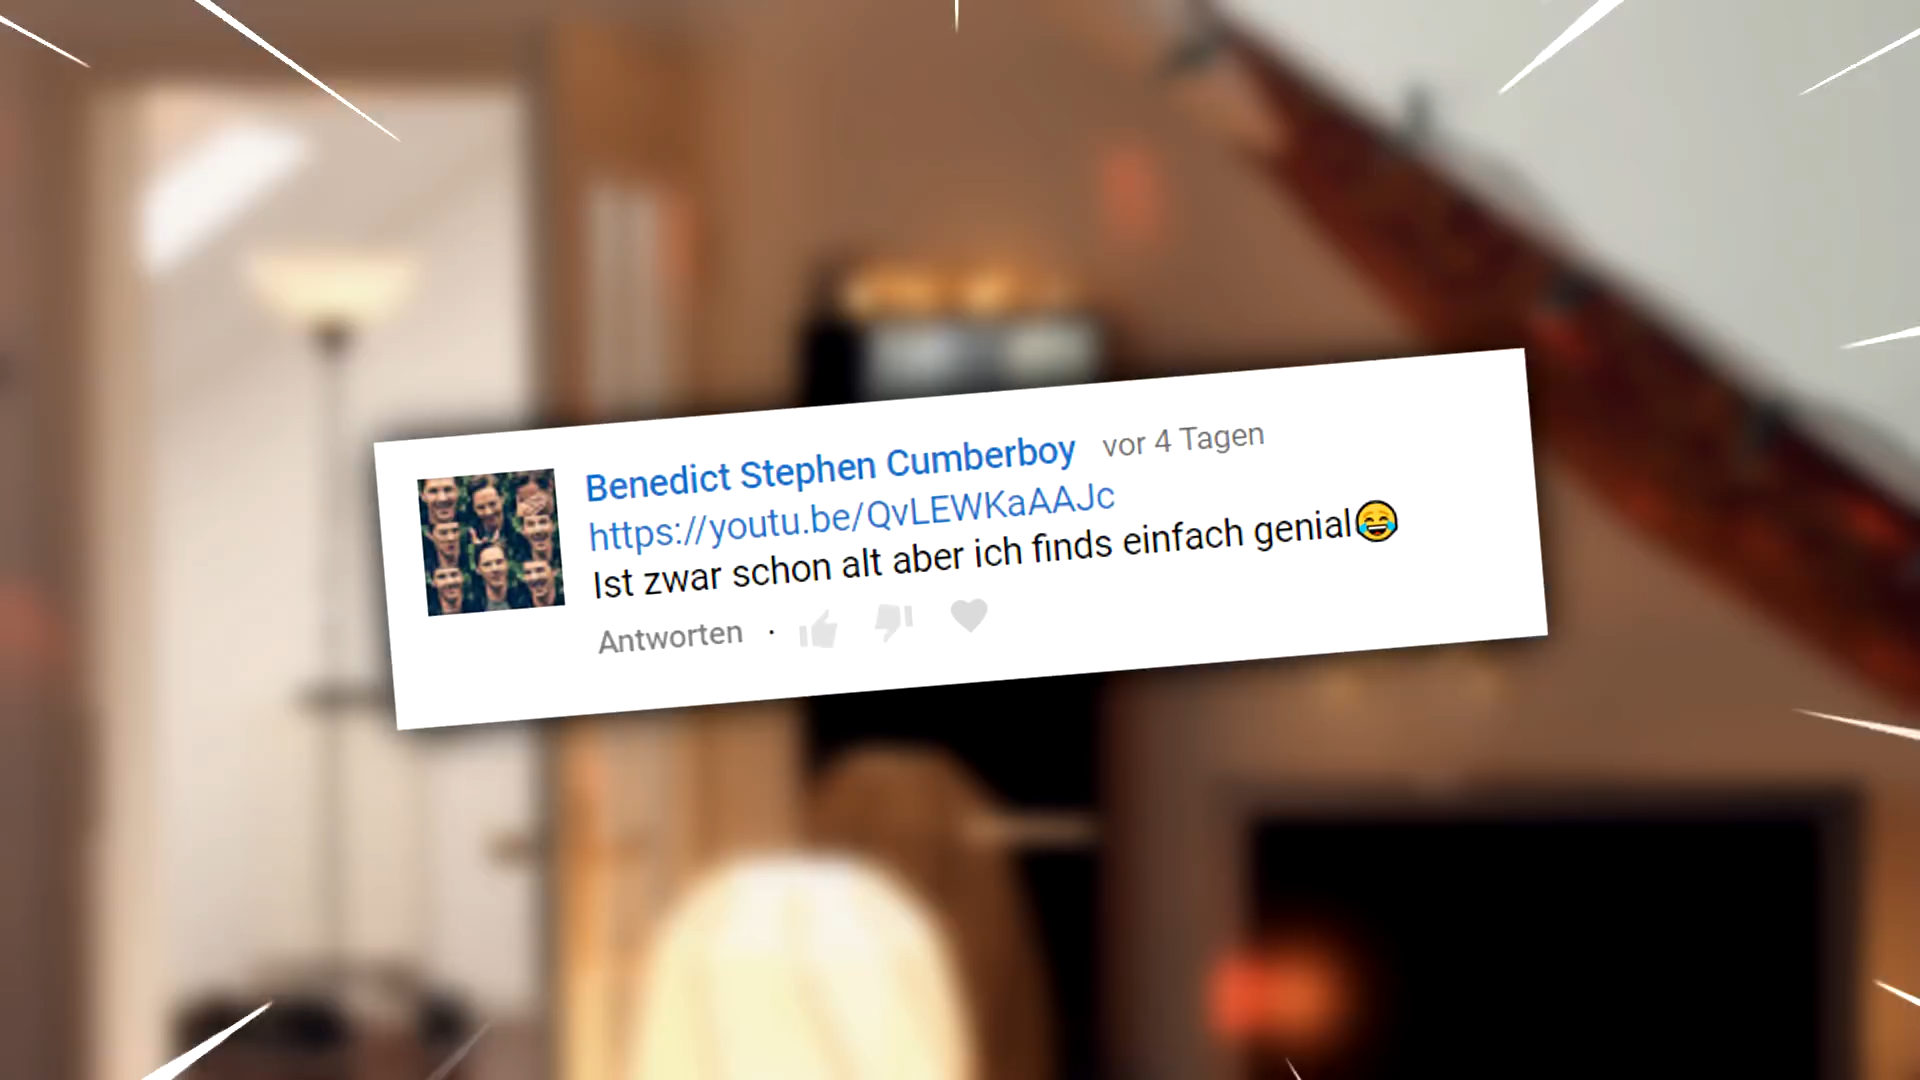 Benedict Stephen Cumberboy vor 4 Tagen
https://youtu.be/QvLEWKaAAJc
Ist zwar schon alt aber ich finds einfach genial😂
Antworten ·